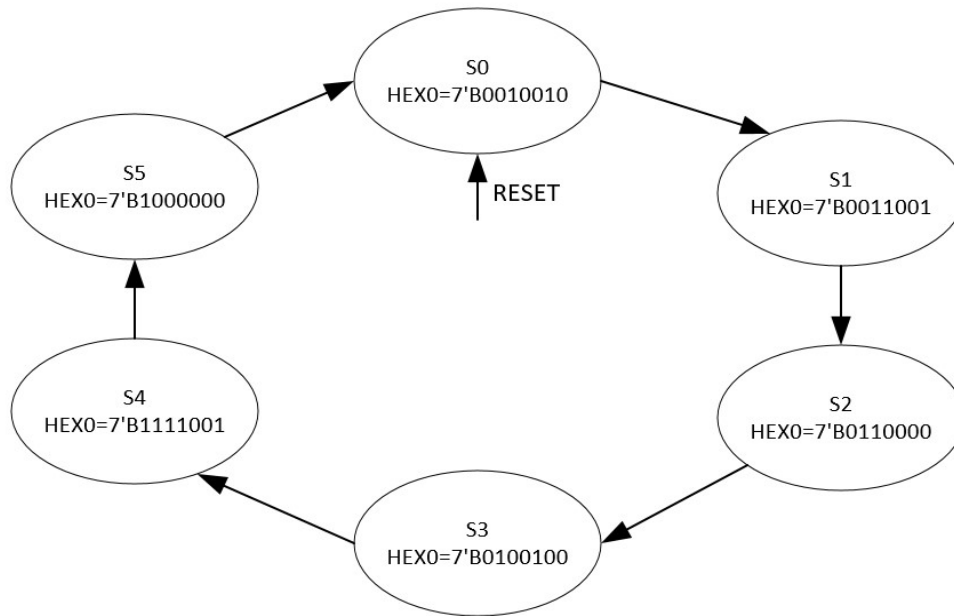 S0
HEX0=7'B0010010
RESET
S1
HEX0=7'B0011001
S2
HEX0=7'B0110000
S3
HEX0=7'B0100100
S4
HEX0=7'B1111001
S5
HEX0=7'B1000000